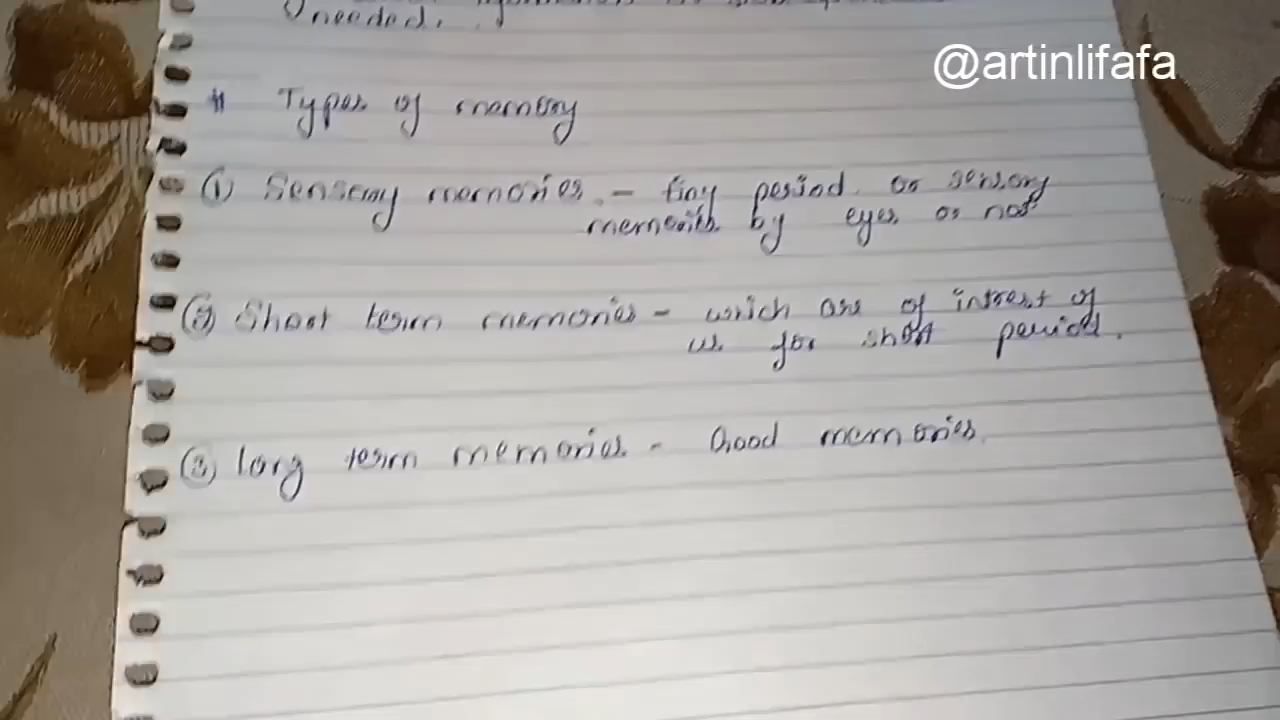 needed.
@artinlifafa
Types of memory
(1) Sensory memories - tiny period or sensory
memories by eyes or nose
(2) Short term memories - which are of intrest of
us for short period.
(3) long term memories - Good memories.